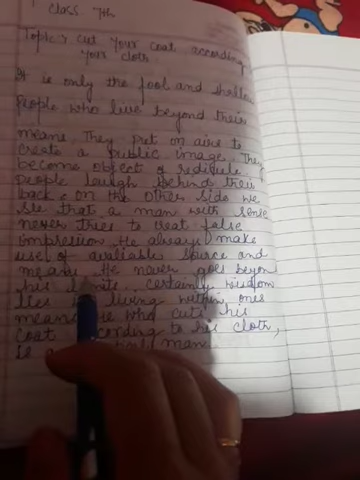 Class 7th
Topic: cut your coat according
your cloth
It is only the fool and shallow
people who live beyond their
means. They put on airs to
create a public image. They
become object of redicule.
People laugh behind their
back. On the other side we
see that a man with sense
never tries to creat false
impression. He always make
use of available source and
means. He never goes beyon
his limits. Certainly wisdom
lies in living within ones
means. He who cuts his
coat according to his cloth,
is a man